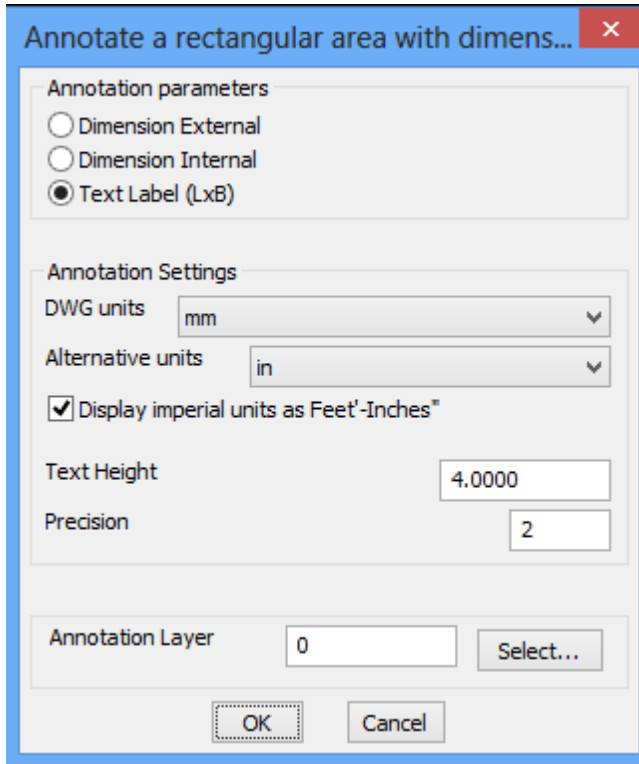 Annotate a rectangular area with dimens...
Annotation parameters
Dimension External
Dimension Internal
Text Label (LxB)
Annotation Settings
DWG units
mm
Alternative units
in
Display imperial units as Feet'-Inches"
Text Height
4.0000
Precision
2
Annotation Layer
0
Select...
OK
Cancel